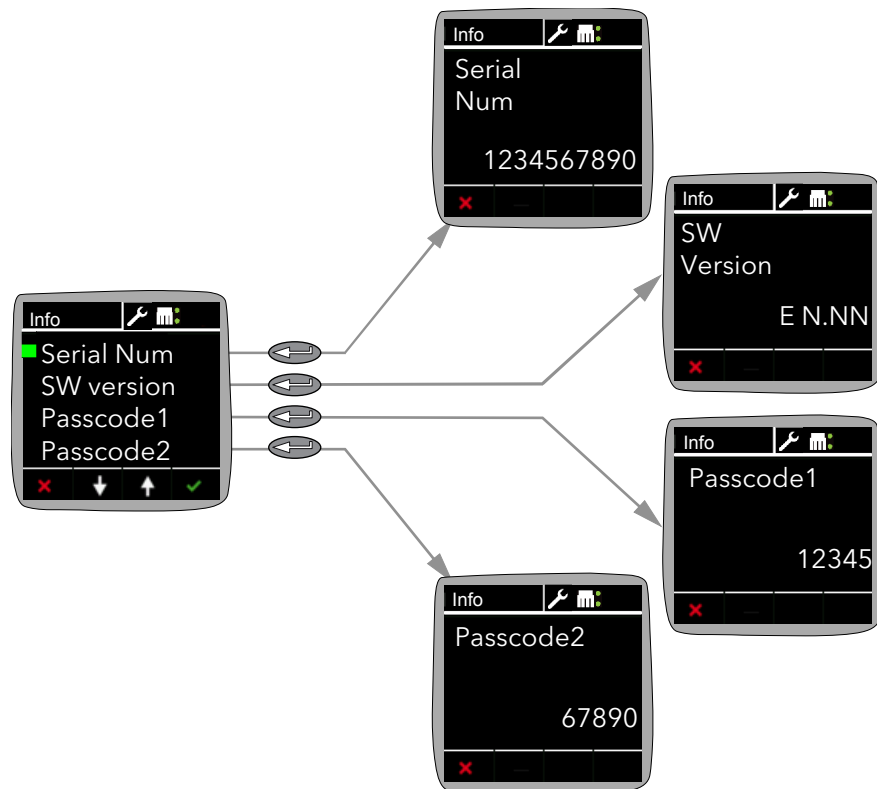 Info
Serial
Num
1234567890
Info
SW
Version
E N.NN
Info
Serial Num
SW version
Passcode1
Passcode2
Info
Passcode1
12345
Info
Passcode2
67890